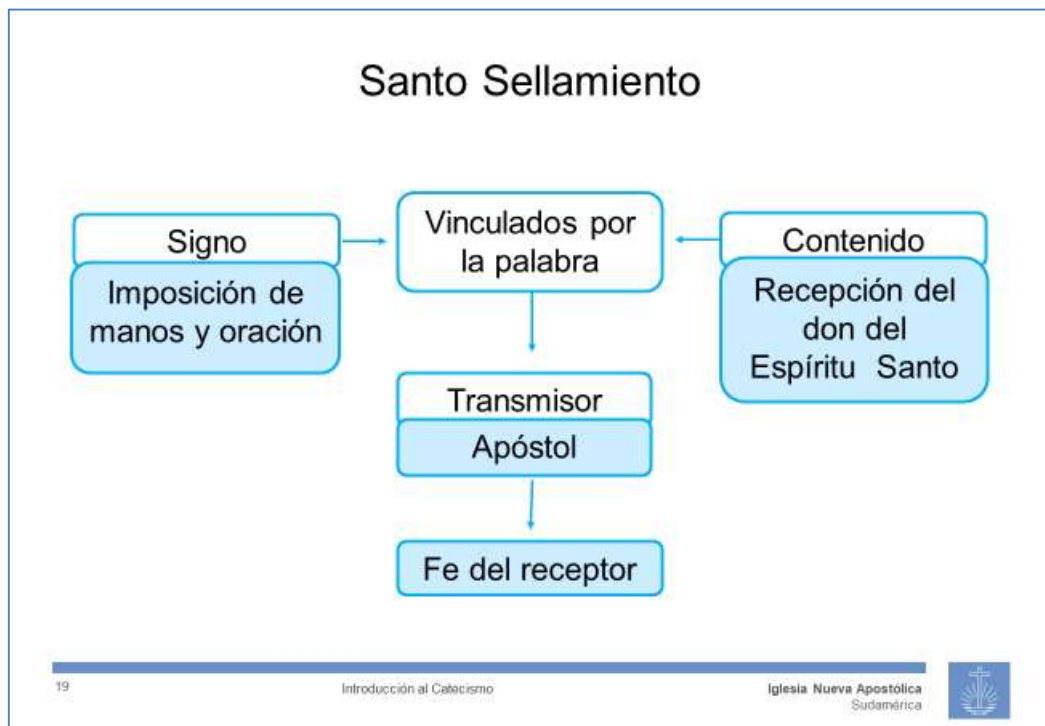 Santo Sellamiento
Signo
Imposición de
manos y oración
Vinculados por
la palabra
Contenido
Recepción del
don del
Espíritu Santo
Transmisor
Apóstol
Fe del receptor
19
Introducción al Catecismo
Iglesia Nueva Apostólica
Sudamérica